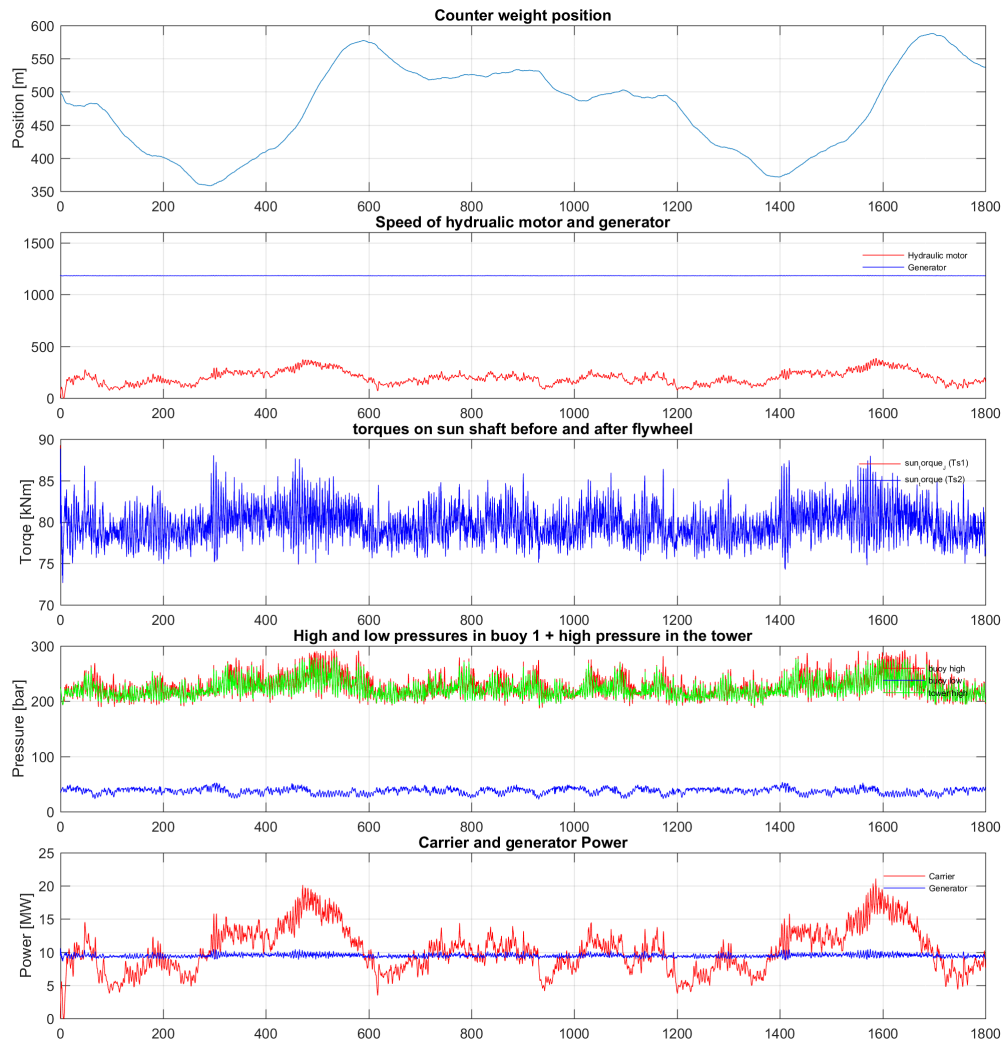 Counter weight position
600
550
500
450
400
350
Position [m]
0 200 400 600 800 1000 1200 1400 1600 1800
Speed of hydrualic motor and generator
1500
1000
500
0
Hydraulic motor
Generator
0 200 400 600 800 1000 1200 1400 1600 1800
torques on sun shaft before and after flywheel
90
85
80
75
70
Torqe [kNm]
sun_torque_J (Ts1)
sun_torque (Ts2)
0 200 400 600 800 1000 1200 1400 1600 1800
High and low pressures in buoy 1 + high pressure in the tower
300
200
100
0
Pressure [bar]
buoy high
buoy low
tower high
0 200 400 600 800 1000 1200 1400 1600 1800
Carrier and generator Power
25
20
15
10
5
0
Power [MW]
Carrier
Generator
0 200 400 600 800 1000 1200 1400 1600 1800